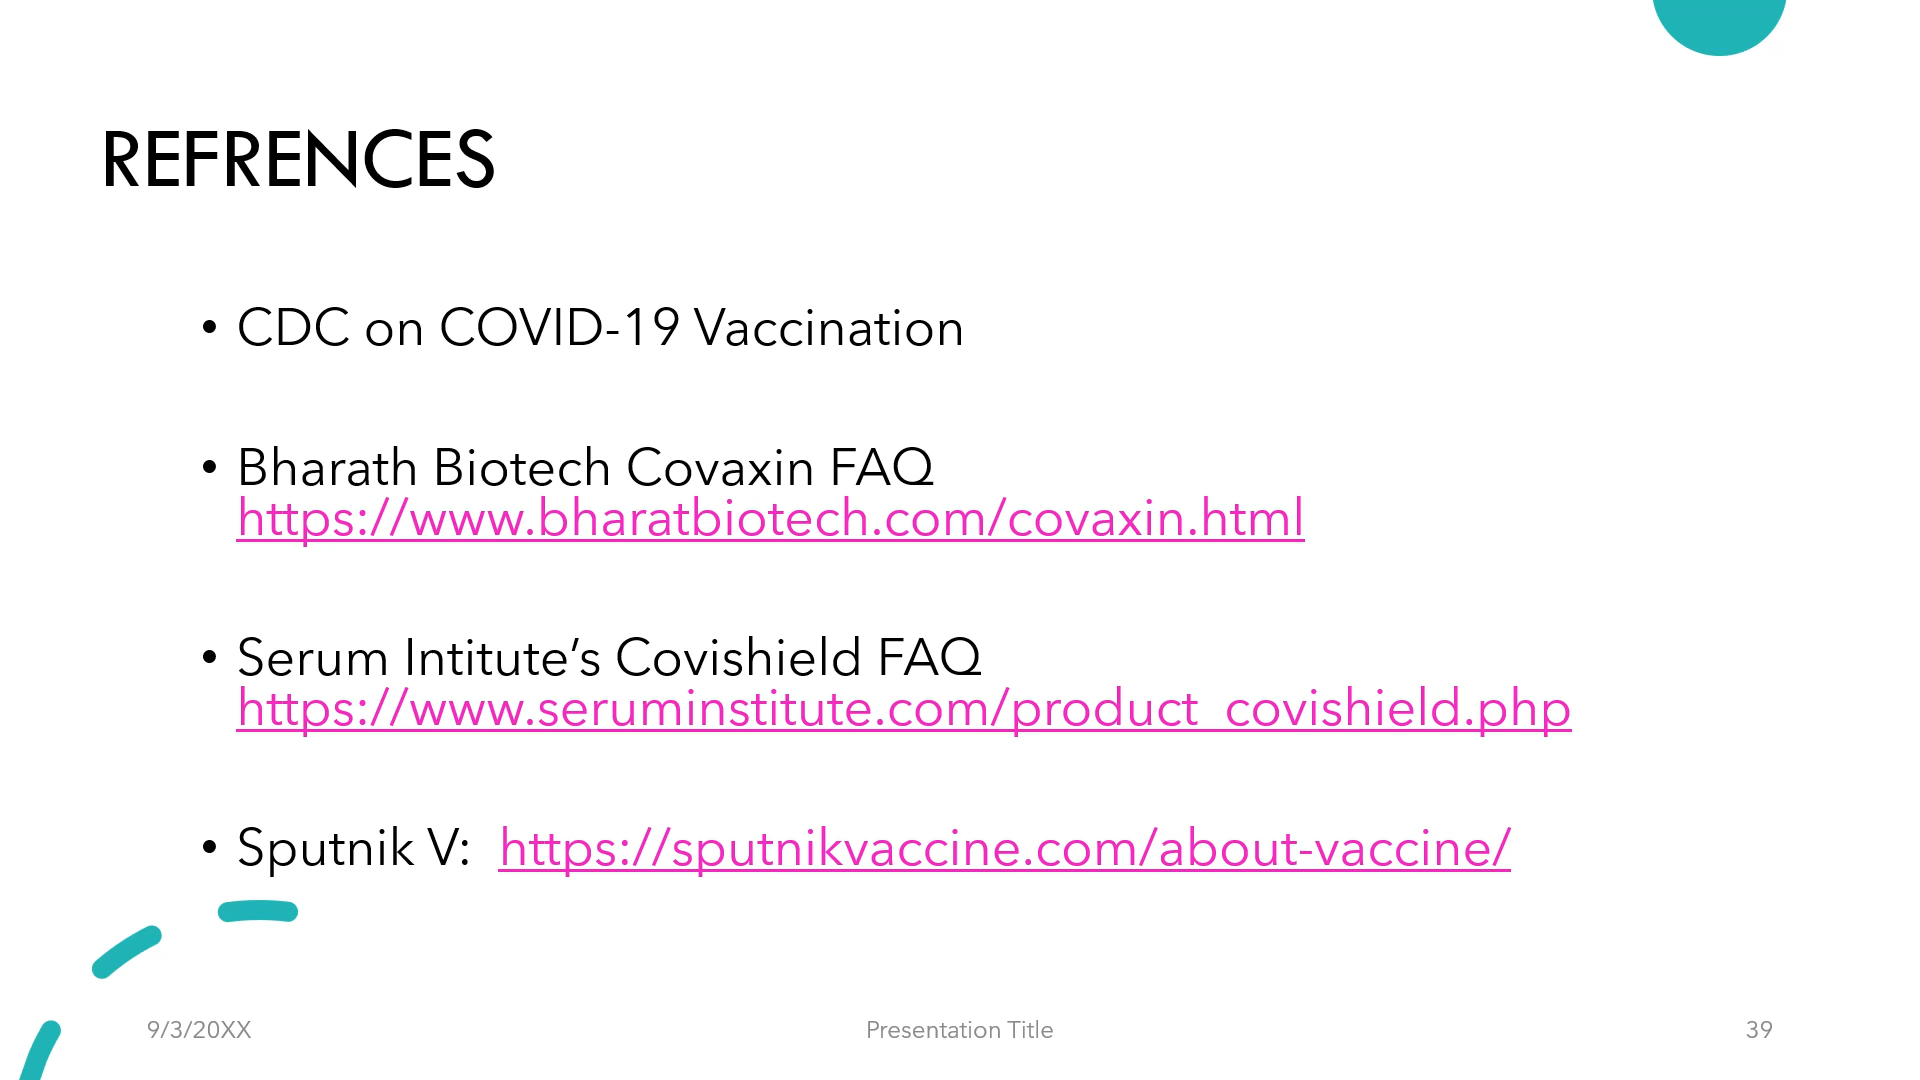 REFRENCES
• CDC on COVID-19 Vaccination
• Bharath Biotech Covaxin FAQ
https://www.bharatbiotech.com/covaxin.html
• Serum Intitute’s Covishield FAQ
https://www.seruminstitute.com/product_covishield.php
• Sputnik V:  https://sputnikvaccine.com/about-vaccine/
9/3/20XX
Presentation Title
39